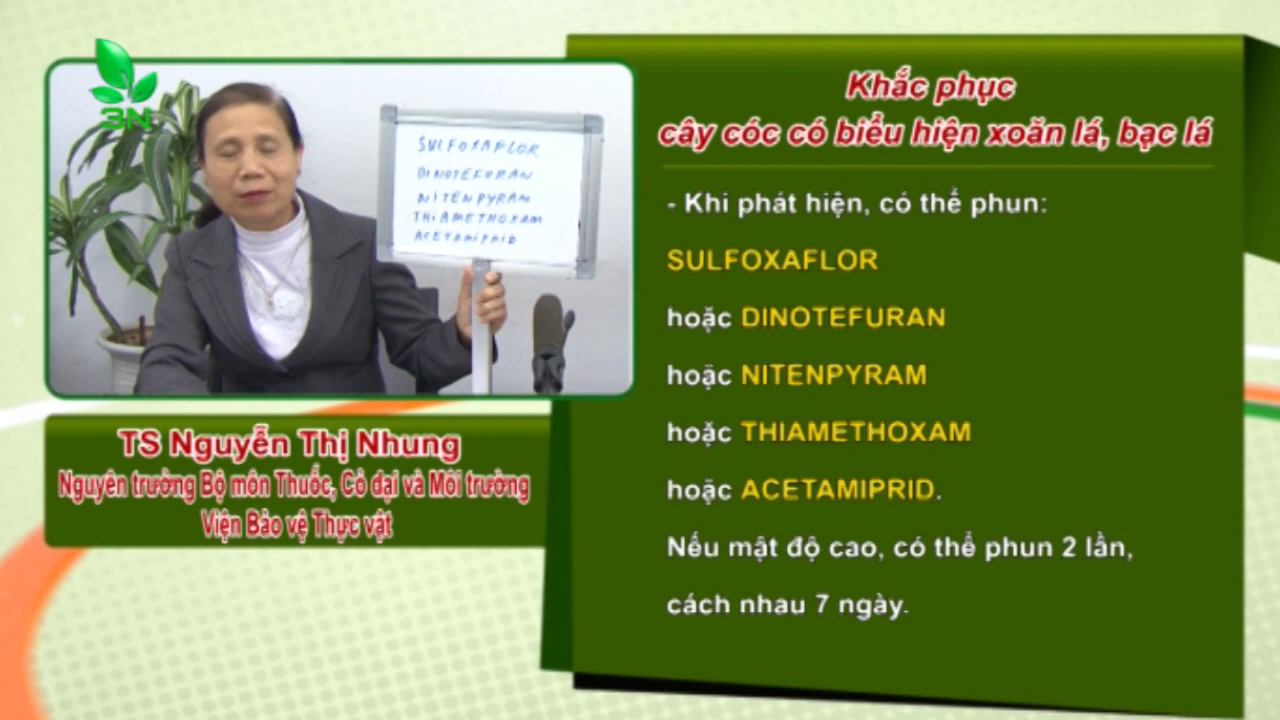 3N
SULFOXAFLOR
DINOTEFURAN
NITENPYRAM
THIAMETHOXAM
ACETAMIPRID
TS Nguyễn Thị Nhung
Nguyên trưởng Bộ môn Thuốc, Cỏ dại và Môi trường
Viện Bảo vệ Thực vật
Khắc phục
cây cóc có biểu hiện xoăn lá, bạc lá
- Khi phát hiện, có thể phun:
SULFOXAFLOR
hoặc DINOTEFURAN
hoặc NITENPYRAM
hoặc THIAMETHOXAM
hoặc ACETAMIPRID.
Nếu mật độ cao, có thể phun 2 lần,
cách nhau 7 ngày.